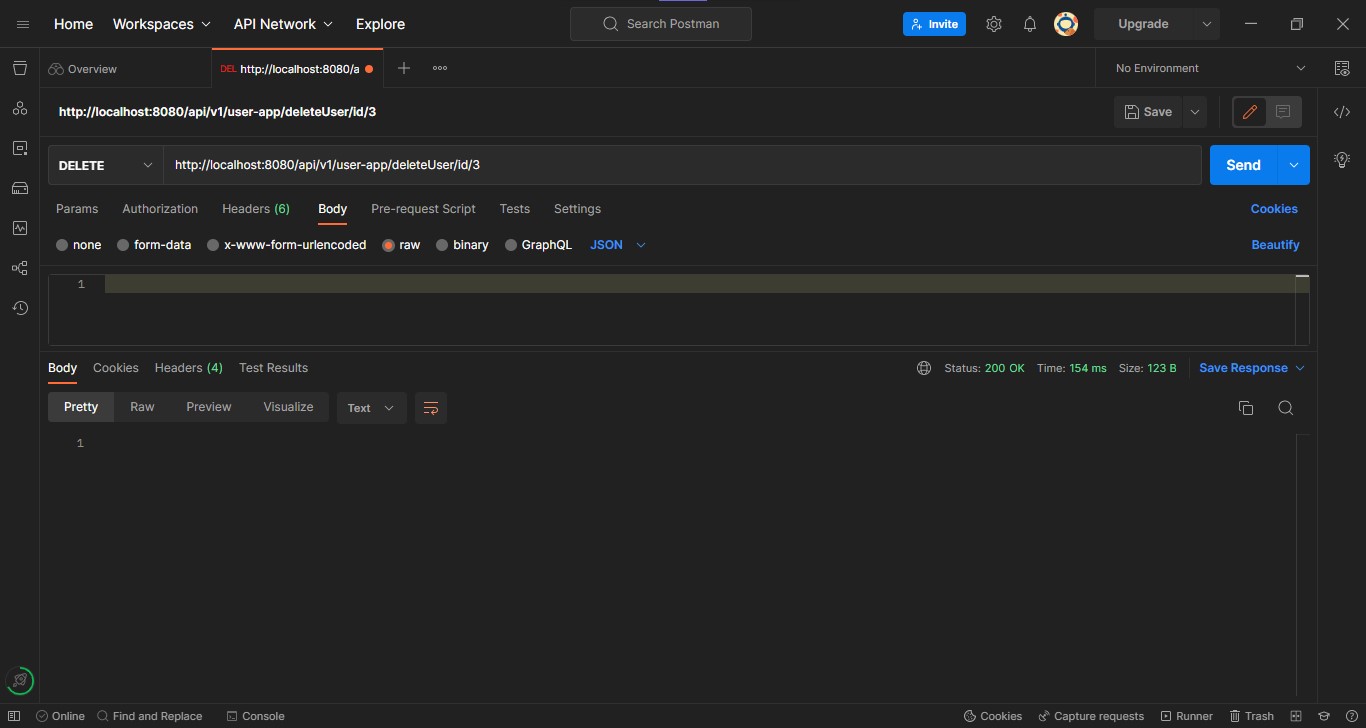 Home Workspaces API Network Explore Search Postman Invite Upgrade
Overview DEL http://localhost:8080/a No Environment
http://localhost:8080/api/v1/user-app/deleteUser/id/3 Save
DELETE http://localhost:8080/api/v1/user-app/deleteUser/id/3 Send
Params Authorization Headers (6) Body Pre-request Script Tests Settings Cookies
none form-data x-www-form-urlencoded raw binary GraphQL JSON Beautify
1
Body Cookies Headers (4) Test Results Status: 200 OK Time: 154 ms Size: 123 B Save Response
Pretty Raw Preview Visualize Text
1
Online Find and Replace Console Cookies Capture requests Runner Trash